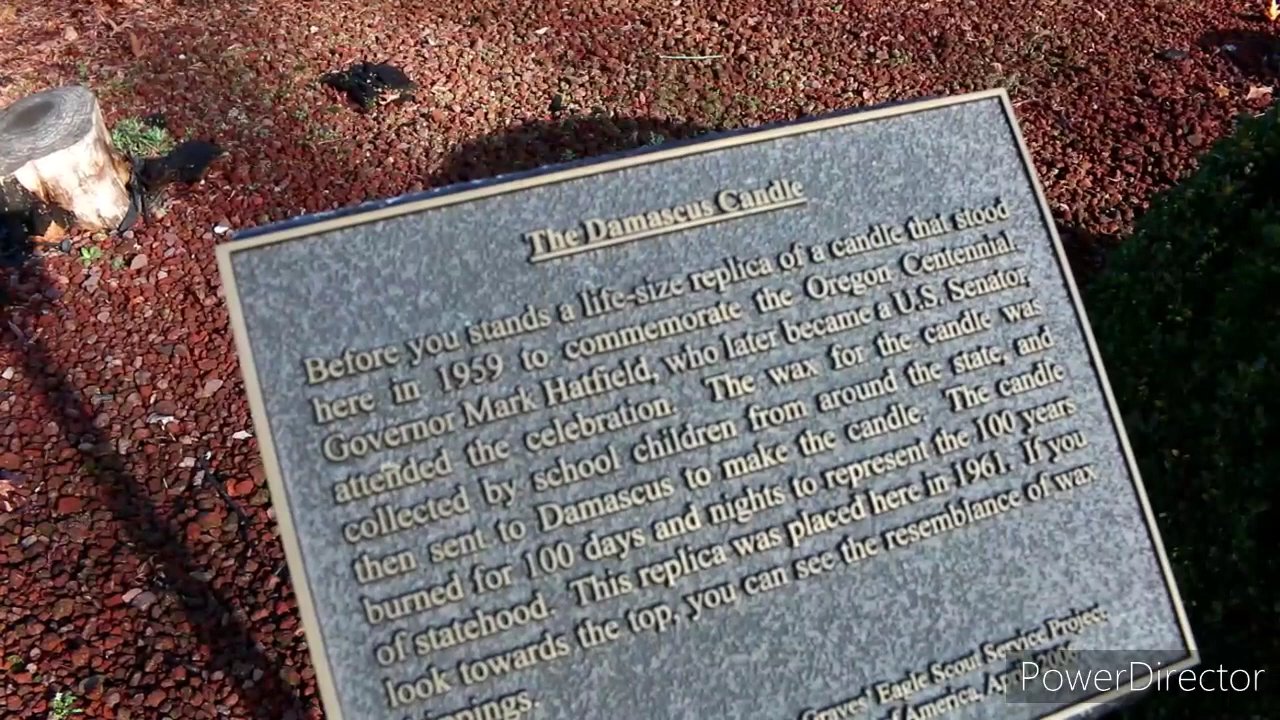 The Damascus Candle
Before you stands a life-size replica of a candle that stood
here in 1959 to commemorate the Oregon Centennial.
Governor Mark Hatfield, who later became a U.S. Senator,
attended the celebration. The wax for the candle was
collected by school children from around the state, and
then sent to Damascus to make the candle. The candle
burned for 100 days and nights to represent the 100 years
of statehood. This replica was placed here in 1961. If you
look towards the top, you can see the resemblance of wax
Graves' Eagle Scout Service Project,
of America,
PowerDirector